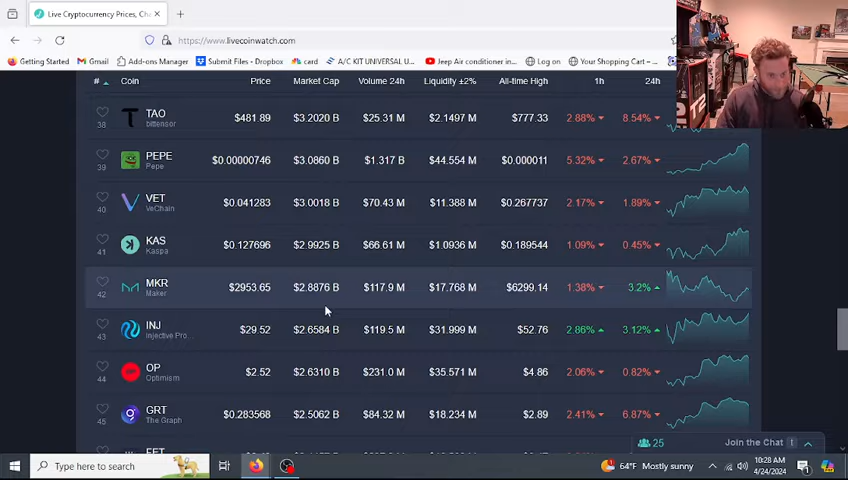 Live Cryptocurrency Prices, Cha
https://www.livecoinwatch.com
Getting Started Gmail Add-ons Manager Submit Files - Dropbox card A/C KIT UNIVERSAL U... Jeep Air conditioner in... Log on Your Shopping Cart -
# Coin Price Market Cap Volume 24h Liquidity ±2% All-time High 1h 24h
38 TAO bittensor $481.89 $3.2020 B $25.31 M $2.1497 M $777.33 2.88% 8.54%
39 PEPE Pepe $0.00000746 $3.0860 B $1.317 B $44.554 M $0.000011 5.32% 2.67%
40 VET VeChain $0.041283 $3.0018 B $70.43 M $11.388 M $0.267737 2.17% 1.89%
41 KAS Kaspa $0.127696 $2.9925 B $66.61 M $1.0936 M $0.189544 1.09% 0.45%
42 MKR Maker $2953.65 $2.8876 B $117.9 M $17.768 M $6299.14 1.38% 3.2%
43 INJ Injective Pro... $29.52 $2.6584 B $119.5 M $31.999 M $52.76 2.86% 3.12%
44 OP Optimism $2.52 $2.6310 B $231.0 M $35.571 M $4.86 2.06% 0.82%
45 GRT The Graph $0.283568 $2.5062 B $84.32 M $18.234 M $2.89 2.41% 6.87%
25 Join the Chat
Type here to search
64°F Mostly sunny
10:28 AM
4/24/2024